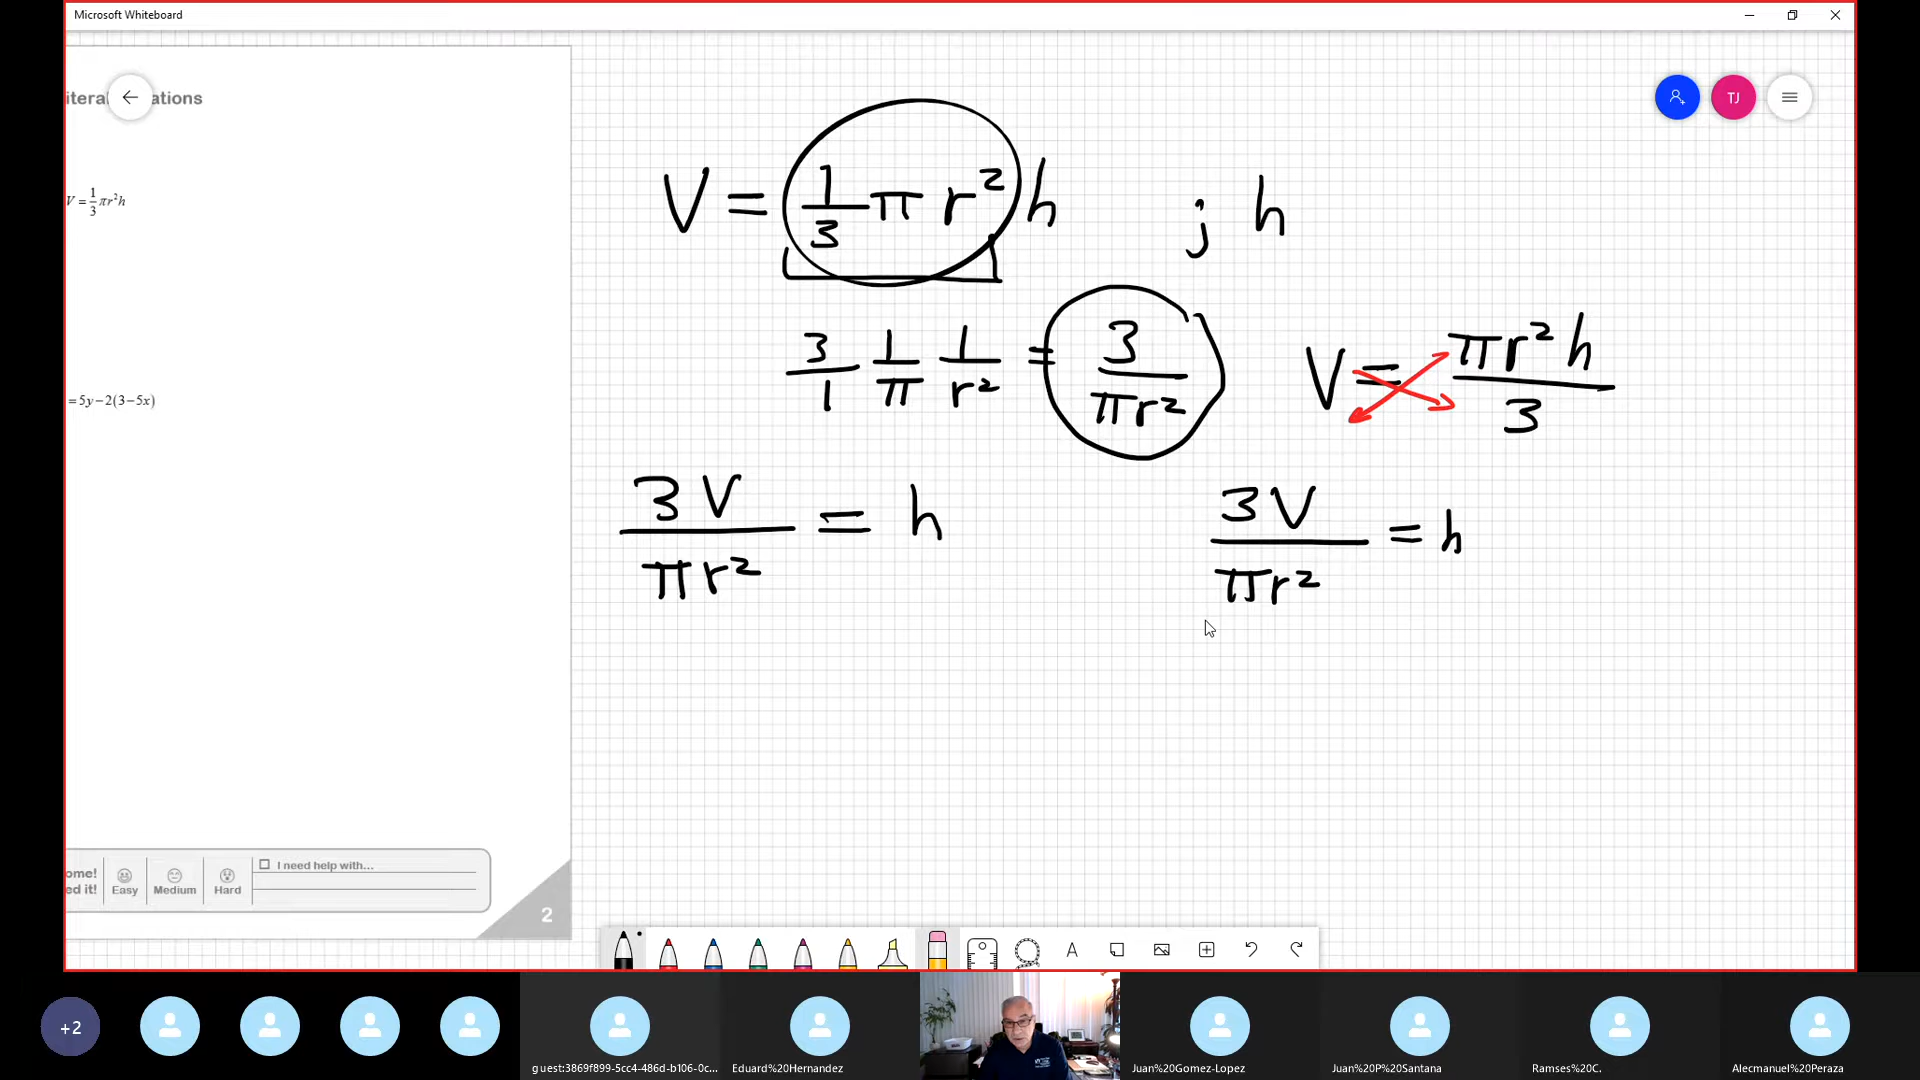 Microsoft Whiteboard
iteral
ations
TJ
V = 1/3 πr²h
= 5y − 2(3 − 5x)
V = 1/3 π r² h ; h
3/1 1/π 1/r² = 3/πr²
V = πr²h/3
3V/πr² = h
3V/πr² = h
ome!
ed it!
Easy
Medium
Hard
I need help with...
2
A
+2
guest:3869f899-5cc4-486d-b106-0c...
Eduard%20Hernandez
Juan%20Gomez-Lopez
Juan%20P%20Santana
Ramses%20C.
Alecmanuel%20Peraza